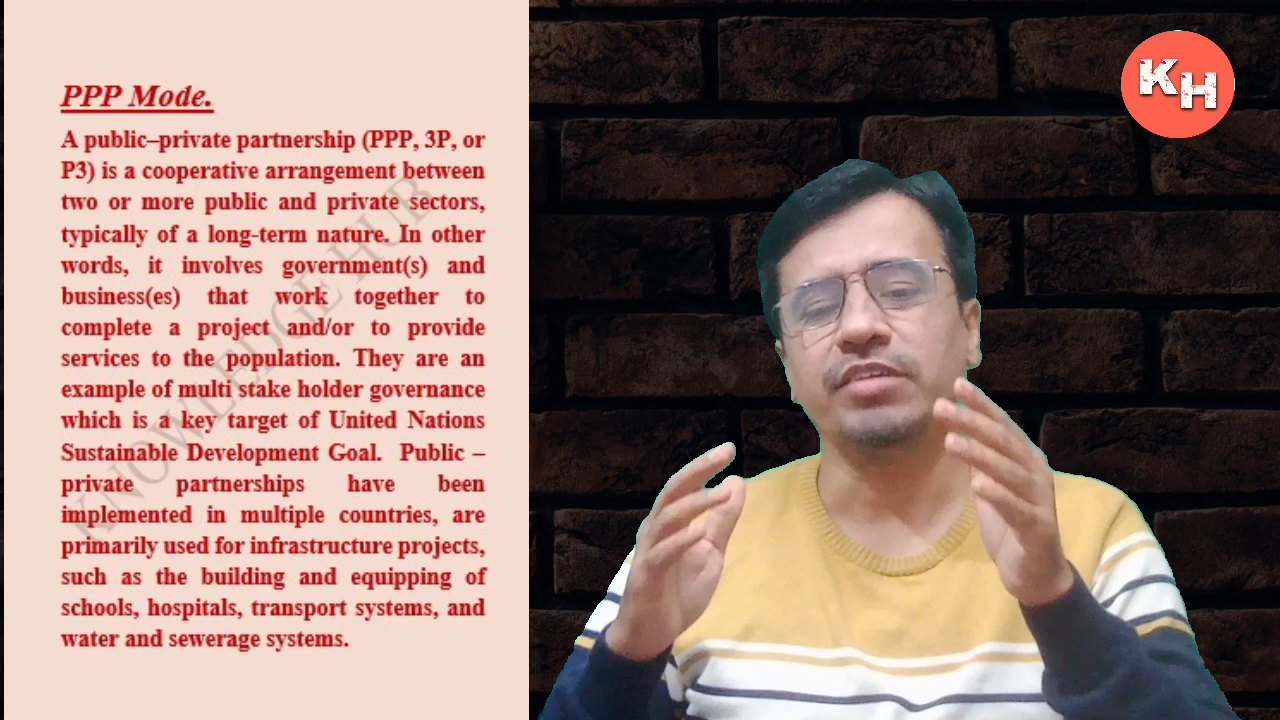 PPP Mode.
A public–private partnership (PPP, 3P, or
P3) is a cooperative arrangement between
two or more public and private sectors,
typically of a long-term nature. In other
words, it involves government(s) and
business(es) that work together to
complete a project and/or to provide
services to the population. They are an
example of multi stake holder governance
which is a key target of United Nations
Sustainable Development Goal. Public –
private partnerships have been
implemented in multiple countries, are
primarily used for infrastructure projects,
such as the building and equipping of
schools, hospitals, transport systems, and
water and sewerage systems.
KNOWLEDGE HUB
KH